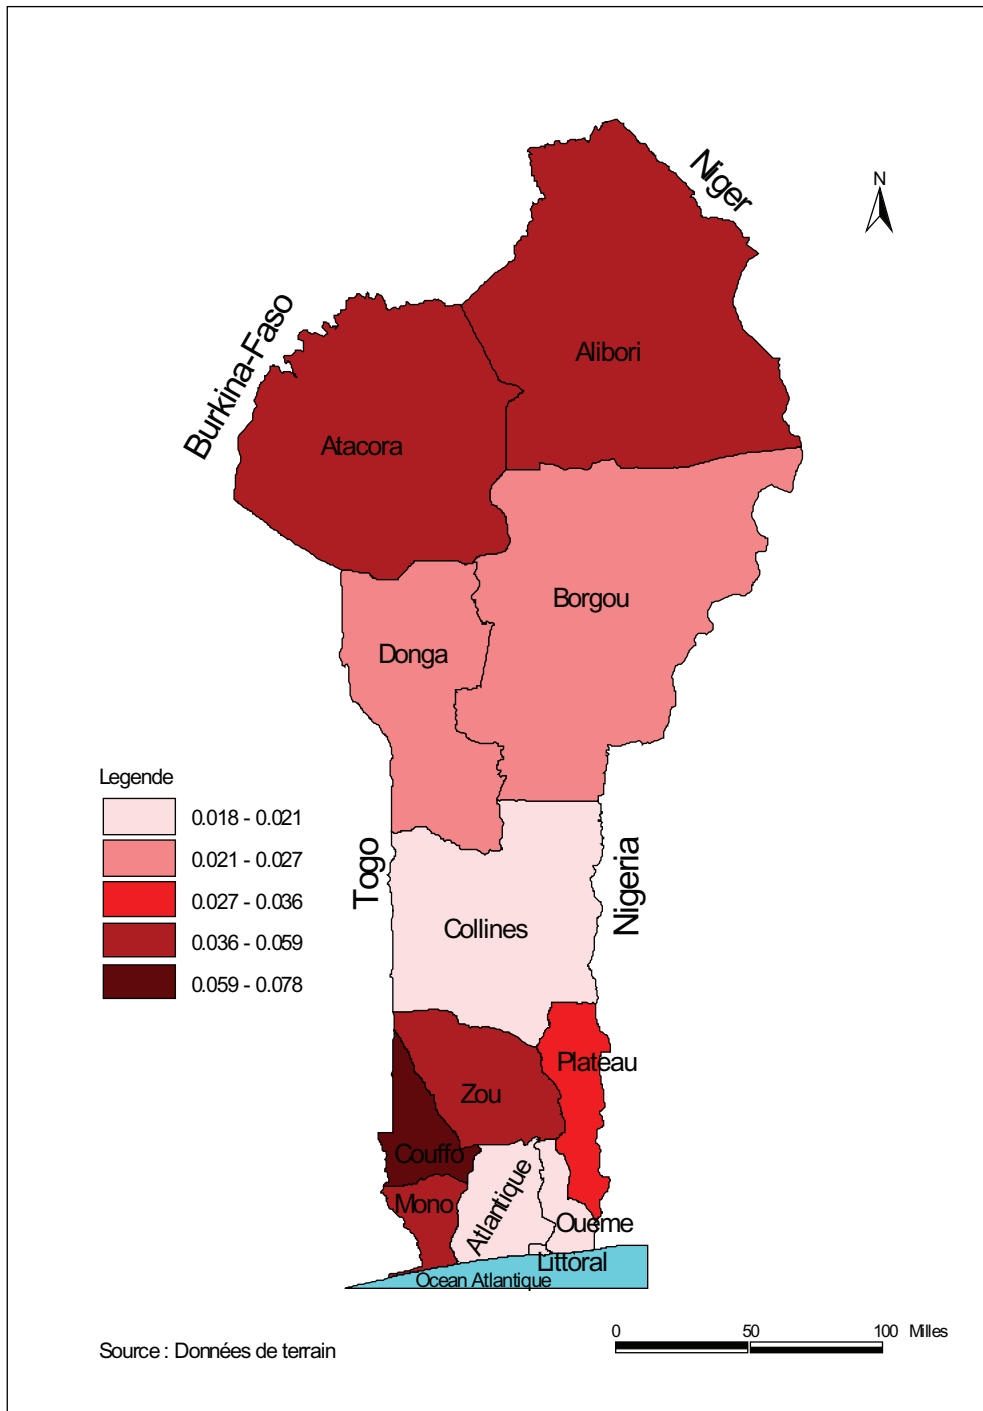 Niger
N
Burkina-Faso
Alibori
Atacora
Borgou
Donga
Legende
0.018 - 0.021
0.021 - 0.027
0.027 - 0.036
0.036 - 0.059
0.059 - 0.078
Togo
Nigeria
Collines
Plateau
Zou
Couffo
Mono
Atlantique
Oueme
Littoral
Ocean Atlantique
0 50 100 Milles
Source : Données de terrain